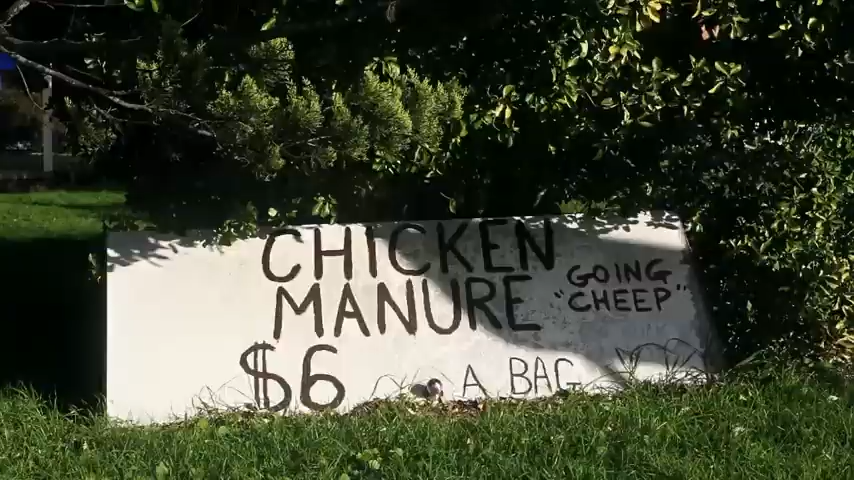 CHICKEN
MANURE
GOING
"CHEEP"
$6 A BAG